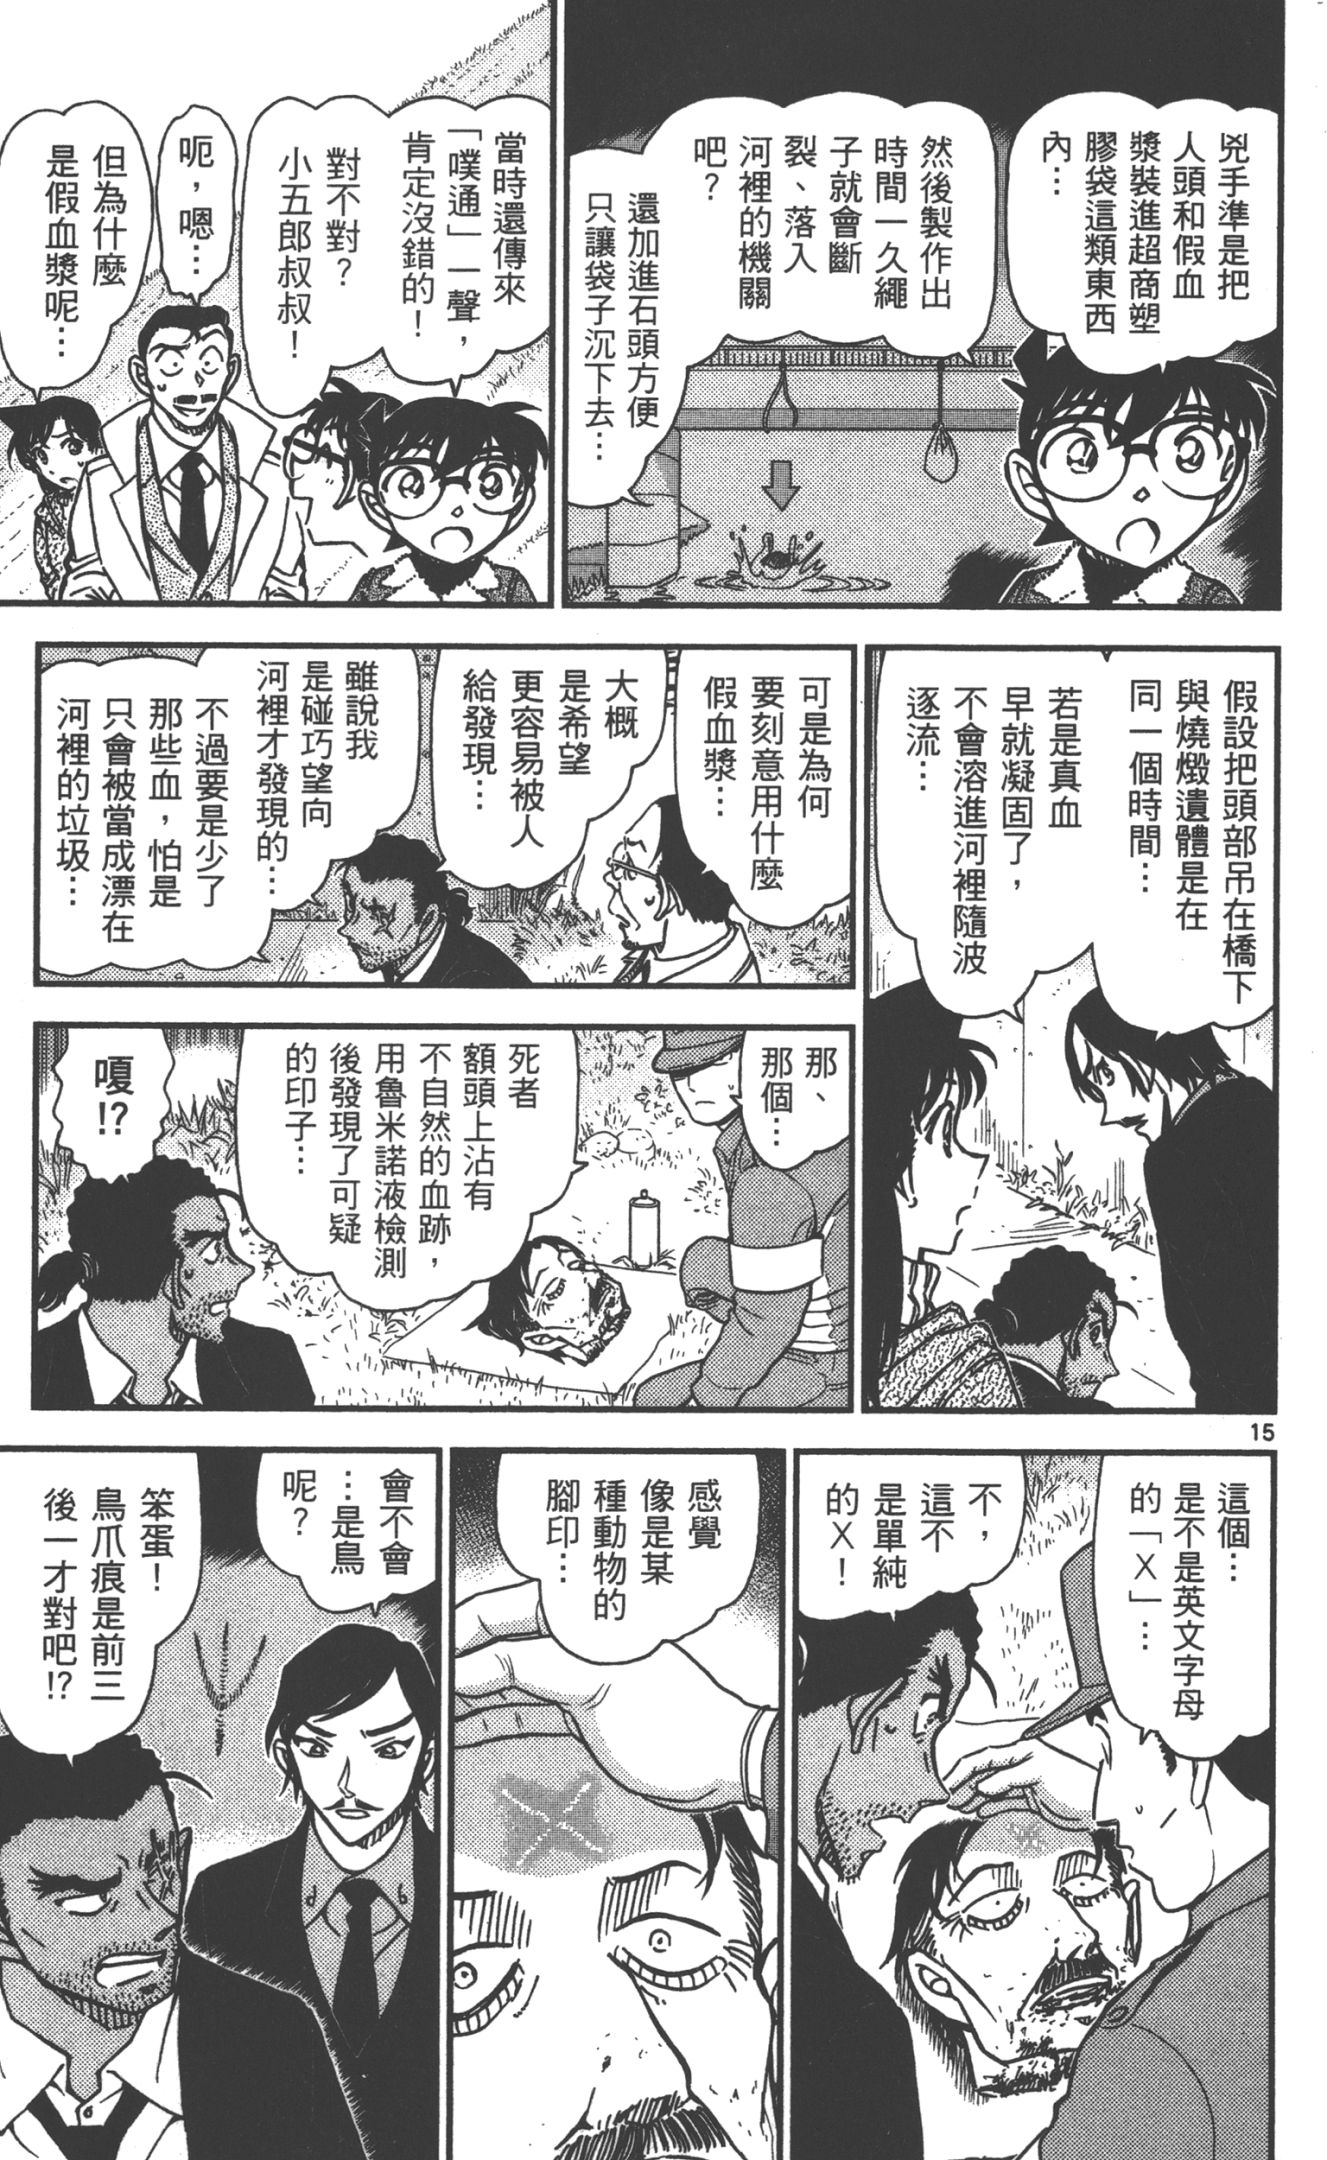 兇手準是把
人頭和假血
漿裝進超商塑
膠袋這類東西
內…
然後製作出
時間一久繩
子就會斷
裂、落入
河裡的機關
吧？
還加進石頭方便
只讓袋子沉下去…
當時還傳來
「噗通」一聲，
肯定沒錯的！
對不對？
小五郎叔叔！
呃，嗯…
但為什麼
是假血漿呢…
假設把頭部吊在橋下
與燒燬遺體是在
同一個時間…
若是真血
早就凝固了，
不會溶進河裡隨波
逐流…
可是為何
要刻意用什麼
假血漿…
大概
是希望
更容易被人
給發現…
雖說我
是碰巧望向
河裡才發現的…
不過要是少了
那些血，怕是
只會被當成漂在
河裡的垃圾…
那、
那個…
死者
額頭上沾有
不自然的血跡，
用魯米諾液檢測
後發現了可疑
的印子…
嗄!?
15
這個…
是不是英文字母
的「X」…
不，
這不
是單純
的X！
感覺
像是某
種動物的
腳印…
會不會
…是鳥
呢？
笨蛋！
鳥爪痕是前三
後一才對吧!?